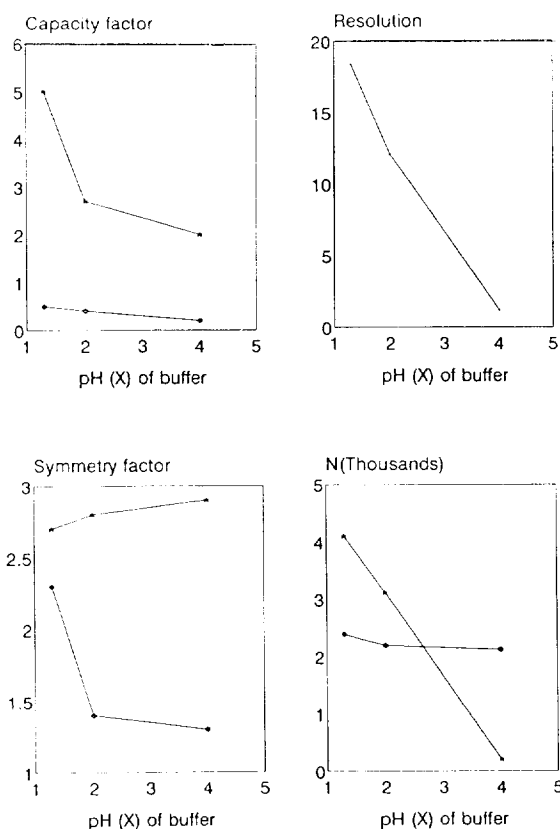 Capacity factor
6
5
4
3
2
1
0
1 2 3 4 5
pH (X) of buffer
Resolution
20
15
10
5
0
1 2 3 4 5
pH (X) of buffer
Symmetry factor
3
2.5
2
1.5
1
1 2 3 4 5
pH (X) of buffer
N(Thousands)
5
4
3
2
1
0
1 2 3 4 5
pH (X) of buffer